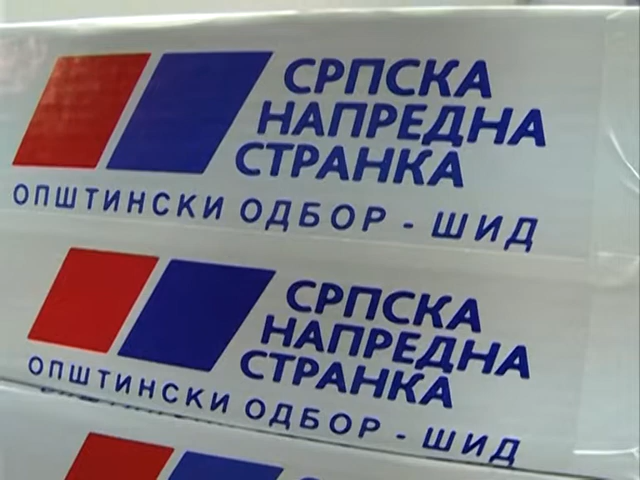 СРПСКА
НАПРЕДНА
СТРАНКА
ОПШТИНСКИ ОДБОР - ШИД
СРПСКА
НАПРЕДНА
СТРАНКА
ОПШТИНСКИ ОДБОР - ШИД